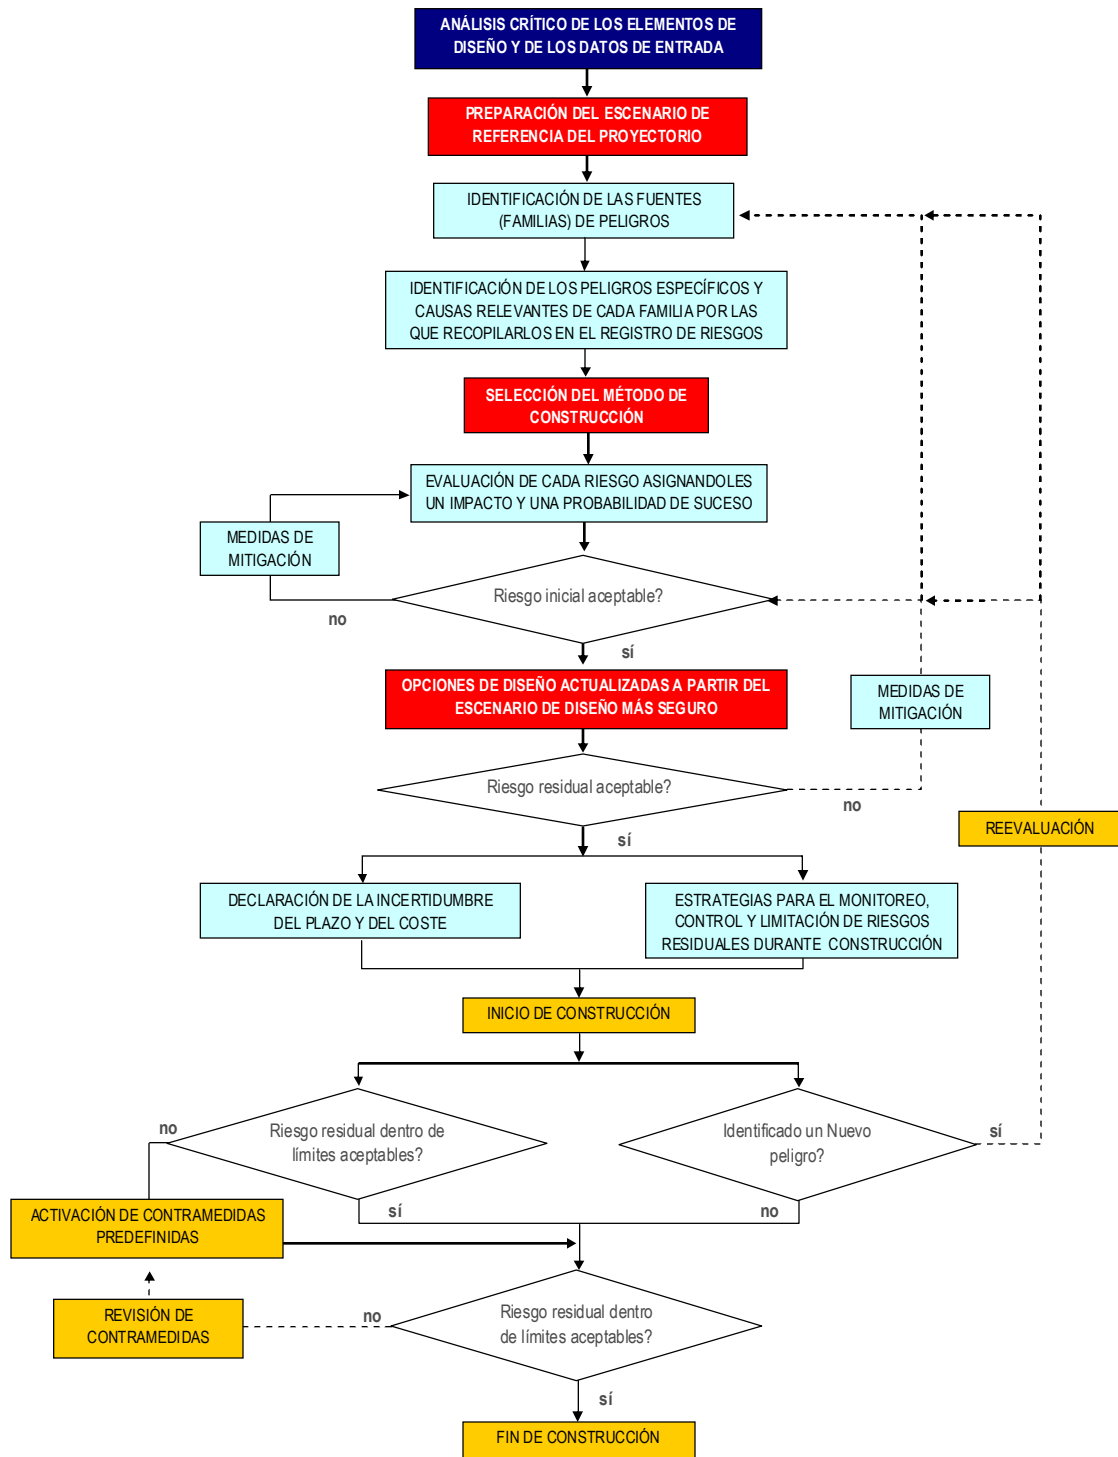 ANÁLISIS CRÍTICO DE LOS ELEMENTOS DE
DISEÑO Y DE LOS DATOS DE ENTRADA
PREPARACIÓN DEL ESCENARIO DE
REFERENCIA DEL PROYECTORIO
IDENTIFICACIÓN DE LAS FUENTES
(FAMILIAS) DE PELIGROS
IDENTIFICACIÓN DE LOS PELIGROS ESPECÍFICOS Y
CAUSAS RELEVANTES DE CADA FAMILIA POR LAS
QUE RECOPILARLOS EN EL REGISTRO DE RIESGOS
SELECCIÓN DEL MÉTODO DE
CONSTRUCCIÓN
EVALUACIÓN DE CADA RIESGO ASIGNANDOLES
UN IMPACTO Y UNA PROBABILIDAD DE SUCESO
MEDIDAS DE
MITIGACIÓN
Riesgo inicial aceptable?
no
sí
OPCIONES DE DISEÑO ACTUALIZADAS A PARTIR DEL
ESCENARIO DE DISEÑO MÁS SEGURO
MEDIDAS DE
MITIGACIÓN
Riesgo residual aceptable?
no
sí
REEVALUACIÓN
DECLARACIÓN DE LA INCERTIDUMBRE
DEL PLAZO Y DEL COSTE
ESTRATEGIAS PARA EL MONITOREO,
CONTROL Y LIMITACIÓN DE RIESGOS
RESIDUALES DURANTE CONSTRUCCIÓN
INICIO DE CONSTRUCCIÓN
no
Riesgo residual dentro de
límites aceptables?
Identificado un Nuevo
peligro?
sí
sí
no
ACTIVACIÓN DE CONTRAMEDIDAS
PREDEFINIDAS
REVISIÓN DE
CONTRAMEDIDAS
no
Riesgo residual dentro
de límites aceptables?
sí
FIN DE CONSTRUCCIÓN